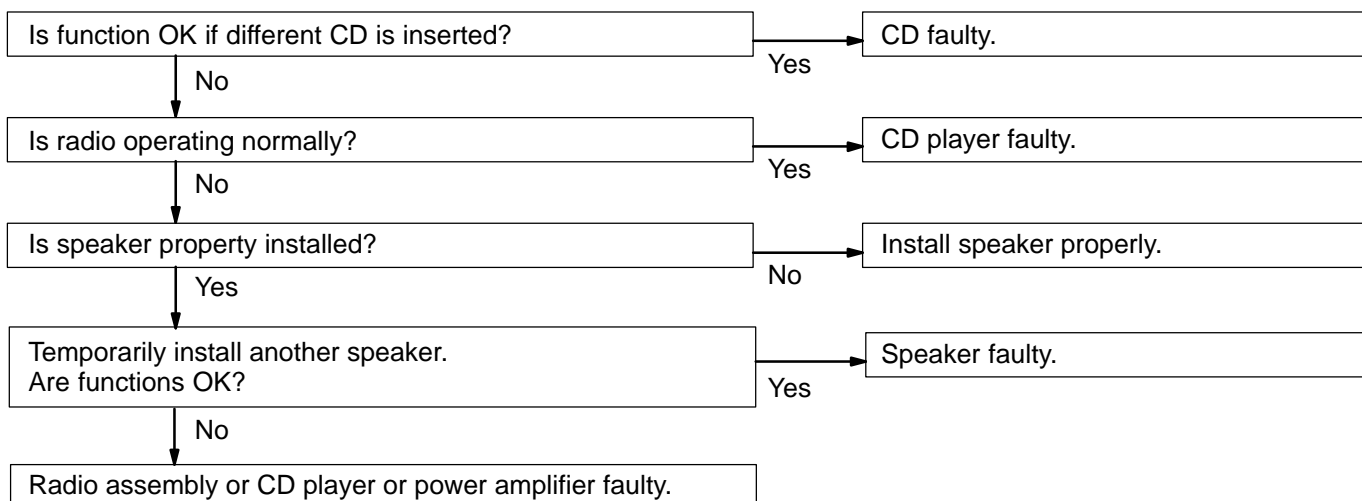 Is function OK if different CD is inserted?
Yes
CD faulty.
No
Is radio operating normally?
Yes
CD player faulty.
No
Is speaker property installed?
No
Install speaker properly.
Yes
Temporarily install another speaker.
Are functions OK?
Yes
Speaker faulty.
No
Radio assembly or CD player or power amplifier faulty.